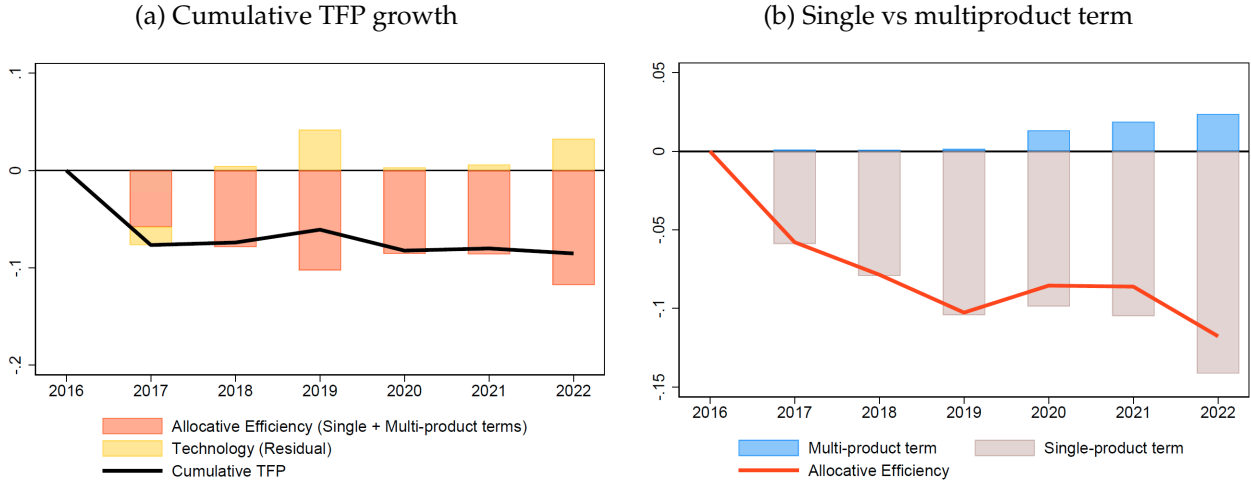 (a) Cumulative TFP growth
.1
0
-.1
-.2
2016 2017 2018 2019 2020 2021 2022
Allocative Efficiency (Single + Multi-product terms)
Technology (Residual)
Cumulative TFP
(b) Single vs multiproduct term
.05
0
-.05
-.1
-.15
2016 2017 2018 2019 2020 2021 2022
Multi-product term Single-product term
Allocative Efficiency